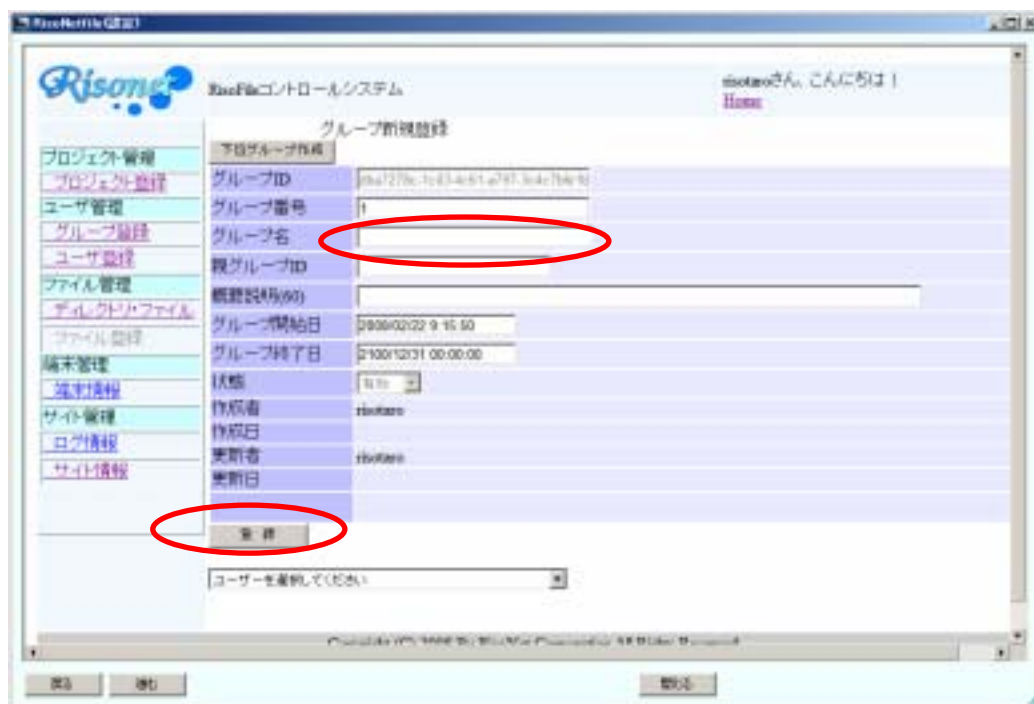 RisoNetfile(設定)
Risonet
RisoFileコントロールシステム
risotaroさん、こんにちは！
Home
グループ新規登録
下位グループ作成
プロジェクト管理
プロジェクト登録
ユーザ管理
グループ登録
ユーザ登録
ファイル管理
ディレクトリ・ファイル
ファイル登録
端末管理
端末情報
サイト管理
ログ情報
サイト情報
グループID
グループ番号 1
グループ名
親グループID
概要説明(60)
グループ開始日
グループ終了日 2100/12/31 00:00:00
状態 有効
作成者 risotaro
作成日
更新者 risotaro
更新日
登 録
ユーザーを選択してください
戻る 進む 閉じる